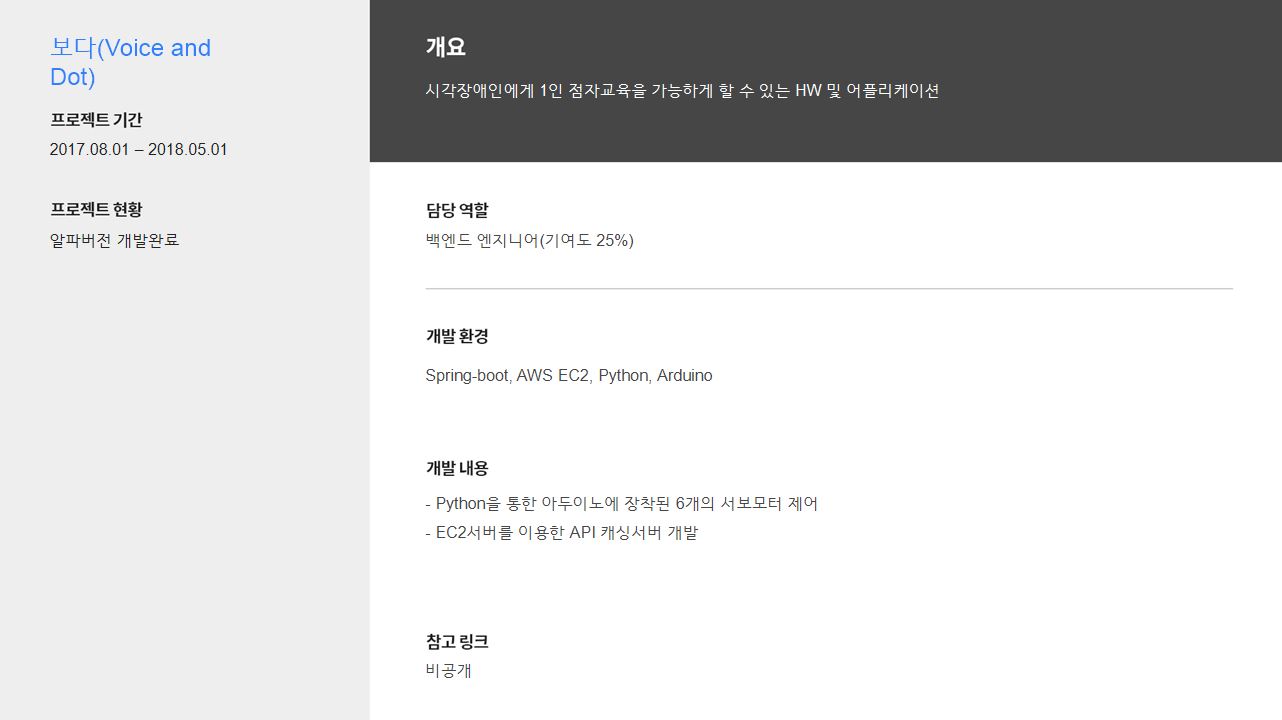 보다(Voice and
Dot)
프로젝트 기간
2017.08.01 – 2018.05.01
프로젝트 현황
알파버전 개발완료
개요
시각장애인에게 1인 점자교육을 가능하게 할 수 있는 HW 및 어플리케이션
담당 역할
백엔드 엔지니어(기여도 25%)
개발 환경
Spring-boot, AWS EC2, Python, Arduino
개발 내용
- Python을 통한 아두이노에 장착된 6개의 서보모터 제어
- EC2서버를 이용한 API 캐싱서버 개발
참고 링크
비공개